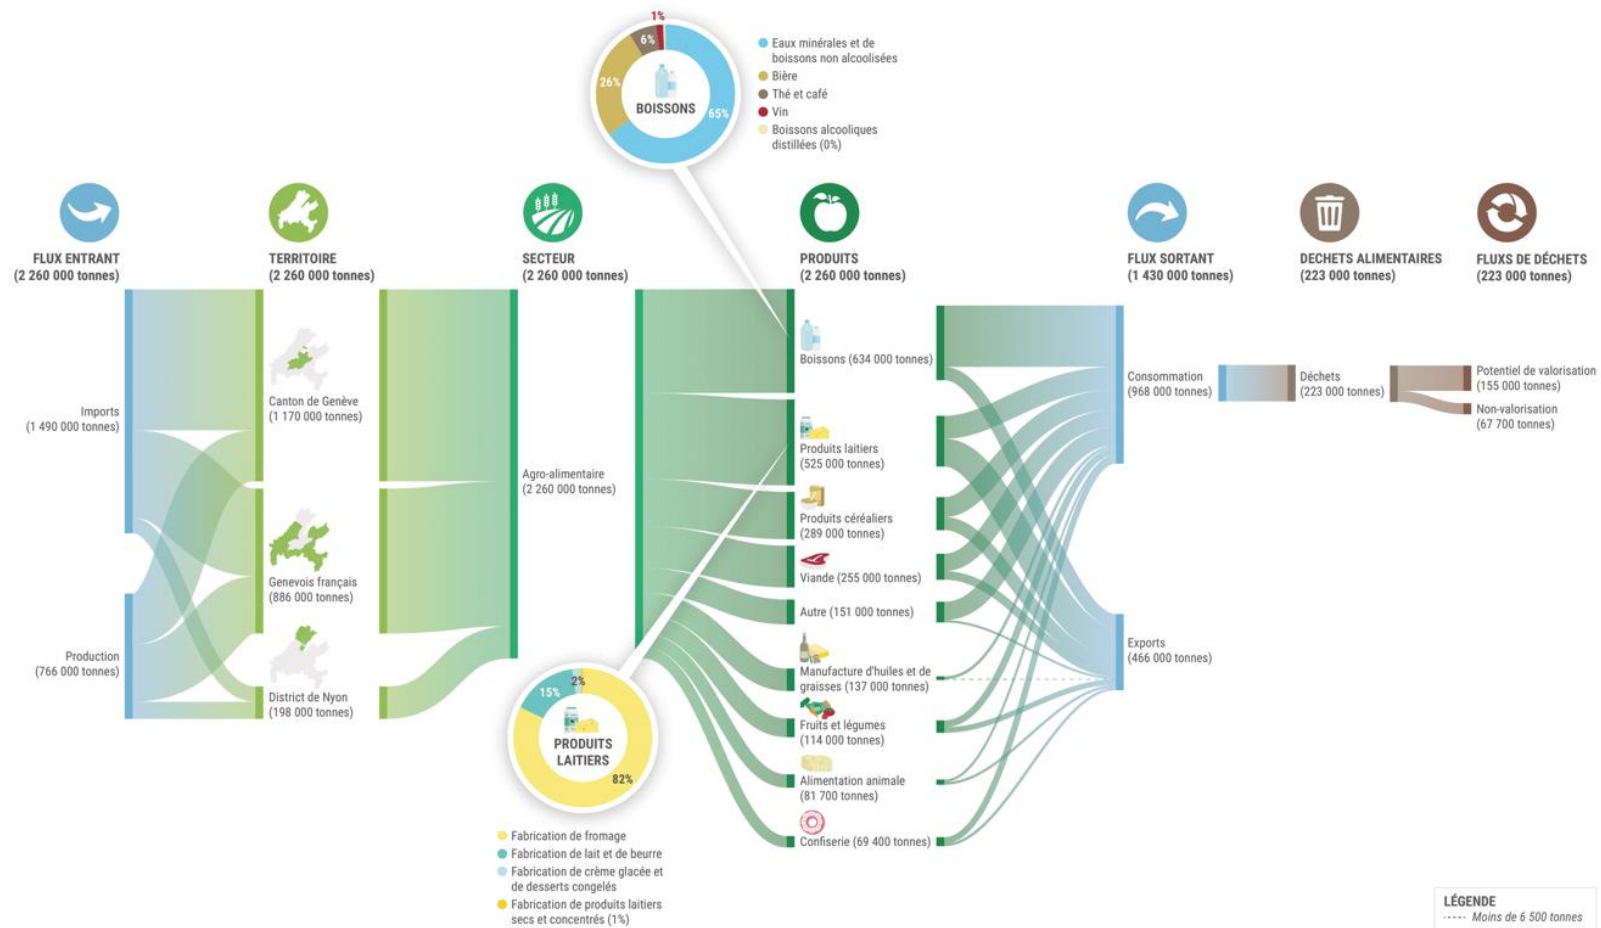 1%
6%
26%
65%
BOISSONS
Eaux minérales et de
boissons non alcoolisées
Bière
Thé et café
Vin
Boissons alcooliques
distillées (0%)
FLUX ENTRANT
(2 260 000 tonnes)
TERRITOIRE
(2 260 000 tonnes)
SECTEUR
(2 260 000 tonnes)
PRODUITS
(2 260 000 tonnes)
FLUX SORTANT
(1 430 000 tonnes)
DECHETS ALIMENTAIRES
(223 000 tonnes)
FLUXS DE DÉCHETS
(223 000 tonnes)
Imports
(1 490 000 tonnes)
Production
(766 000 tonnes)
Canton de Genève
(1 170 000 tonnes)
Genevois français
(886 000 tonnes)
District de Nyon
(198 000 tonnes)
Agro-alimentaire
(2 260 000 tonnes)
Boissons (634 000 tonnes)
Produits laitiers
(525 000 tonnes)
Produits céréaliers
(289 000 tonnes)
Viande (255 000 tonnes)
Autre (151 000 tonnes)
Manufacture d'huiles et de
graisses (137 000 tonnes)
Fruits et légumes
(114 000 tonnes)
Alimentation animale
(81 700 tonnes)
Confiserie (69 400 tonnes)
Consommation
(968 000 tonnes)
Exports
(466 000 tonnes)
Déchets
(223 000 tonnes)
Potentiel de valorisation
(155 000 tonnes)
Non-valorisation
(67 700 tonnes)
2%
15%
PRODUITS
LAITIERS
82%
Fabrication de fromage
Fabrication de lait et de beurre
Fabrication de crème glacée et
de desserts congelés
Fabrication de produits laitiers
secs et concentrés (1%)
LÉGENDE
Moins de 6 500 tonnes